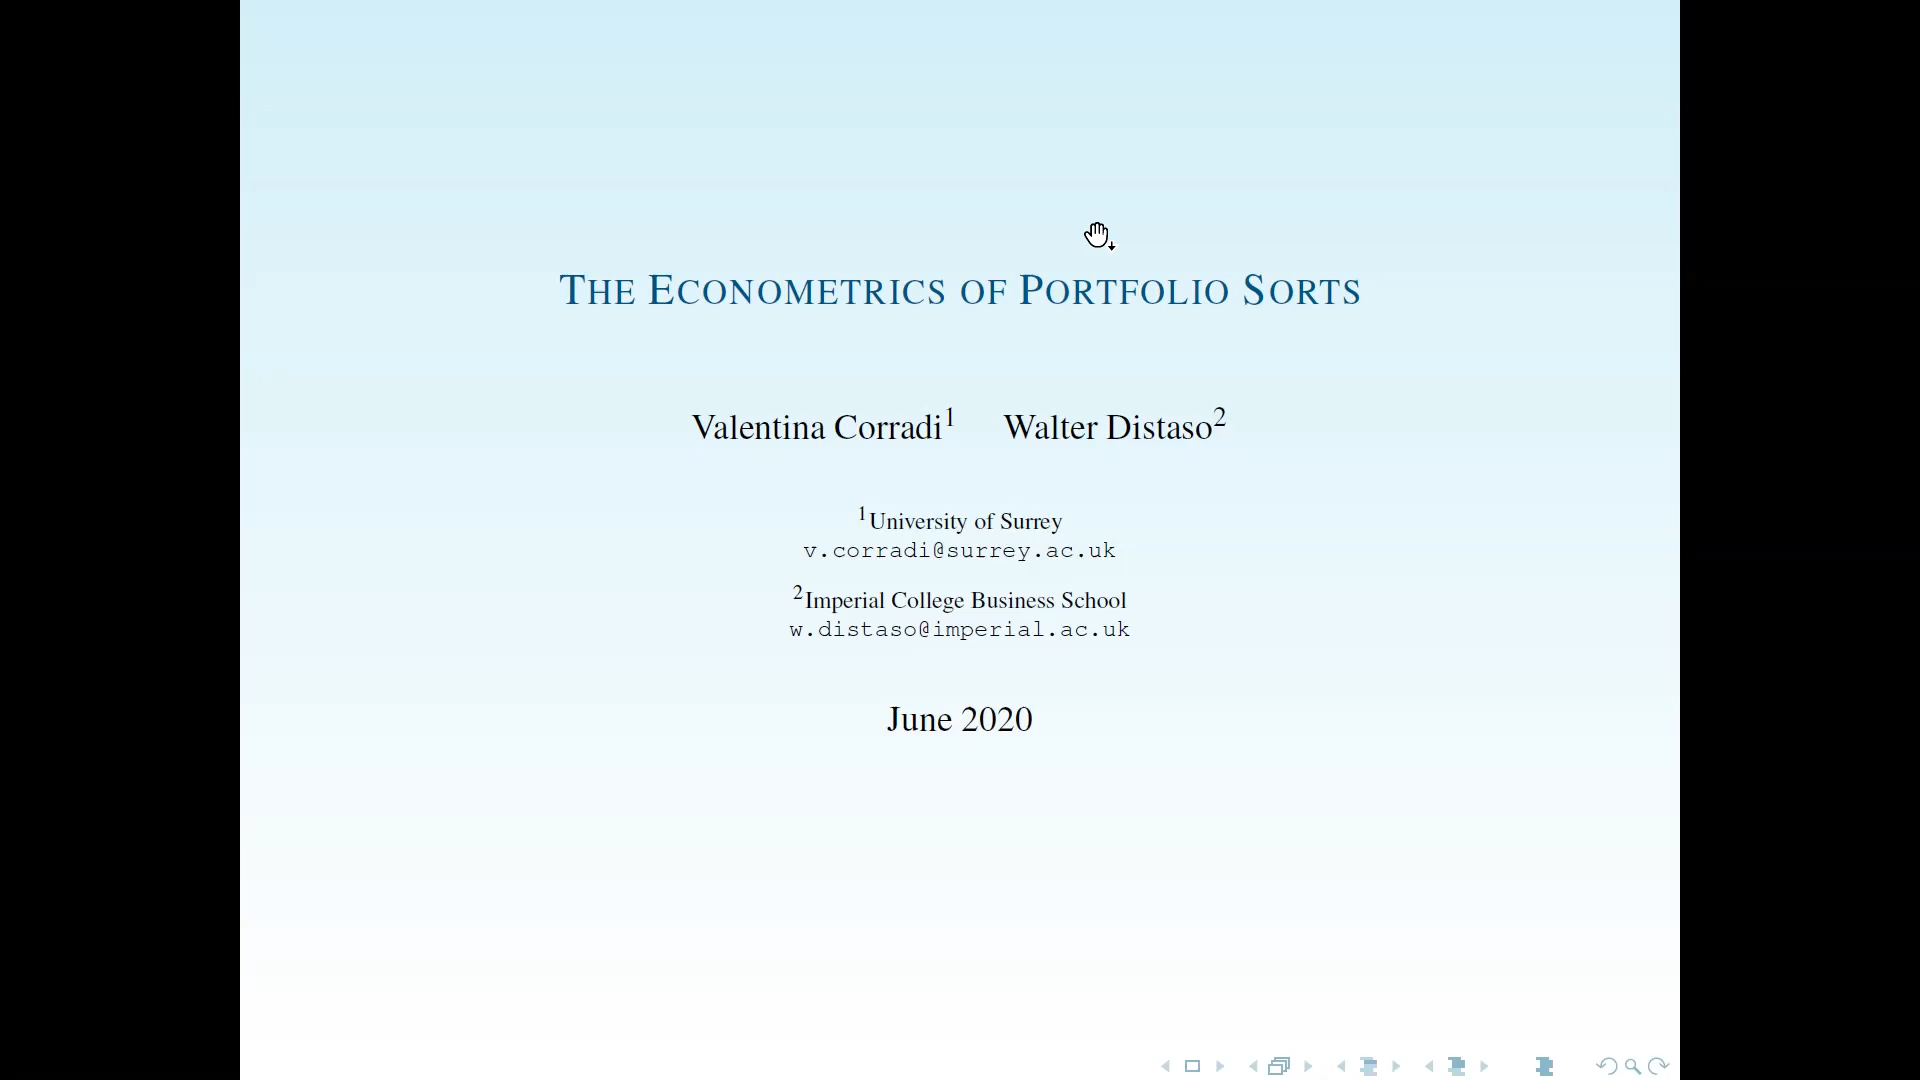 THE ECONOMETRICS OF PORTFOLIO SORTS
Valentina Corradi1 Walter Distaso2
1University of Surrey
v.corradi@surrey.ac.uk
2Imperial College Business School
w.distaso@imperial.ac.uk
June 2020